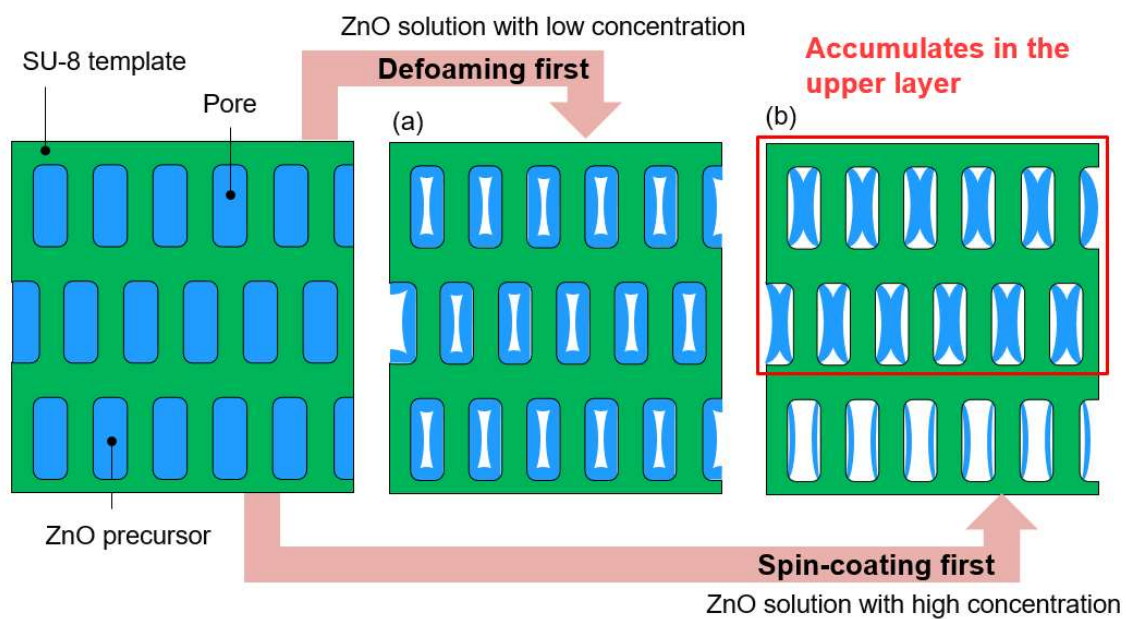 ZnO solution with low concentration
Defoaming first
Accumulates in the
upper layer
SU-8 template
Pore
(a)
(b)
ZnO precursor
Spin-coating first
ZnO solution with high concentration